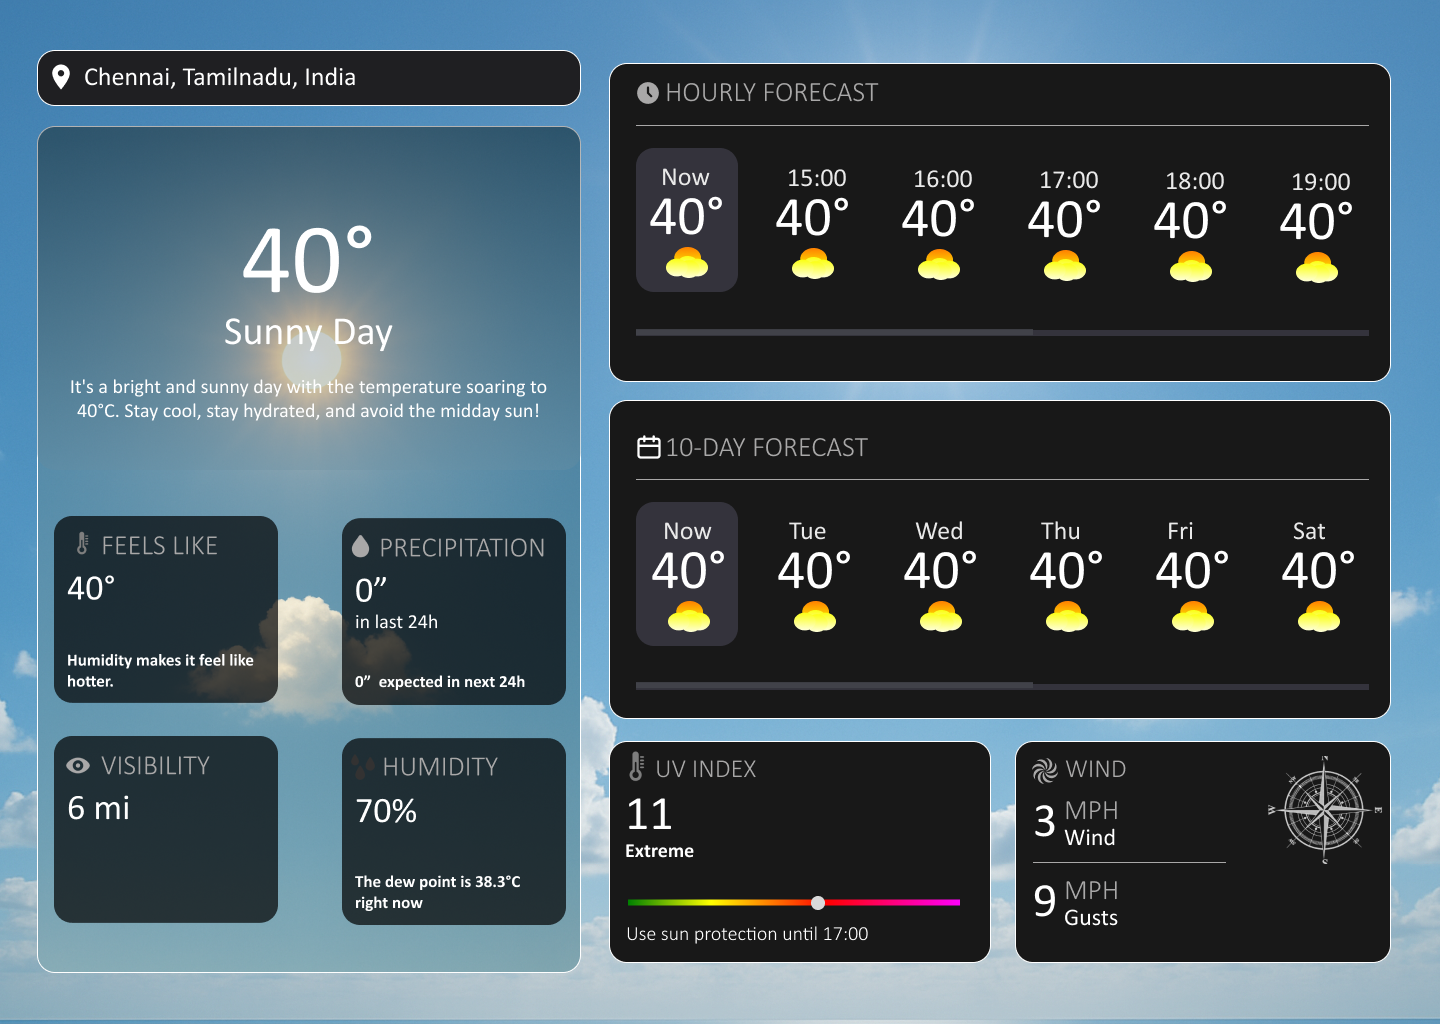 Chennai, Tamilnadu, India
40°
Sunny Day
It's a bright and sunny day with the temperature soaring to
40°C. Stay cool, stay hydrated, and avoid the midday sun!
FEELS LIKE
40°
Humidity makes it feel like
hotter.
PRECIPITATION
0”
in last 24h
0” expected in next 24h
VISIBILITY
6 mi
HUMIDITY
70%
The dew point is 38.3°C
right now
HOURLY FORECAST
Now 15:00 16:00 17:00 18:00 19:00
40° 40° 40° 40° 40° 40°
10-DAY FORECAST
Now Tue Wed Thu Fri Sat
40° 40° 40° 40° 40° 40°
UV INDEX
11
Extreme
Use sun protection until 17:00
WIND
3 MPH
Wind
9 MPH
Gusts
N
W E
S